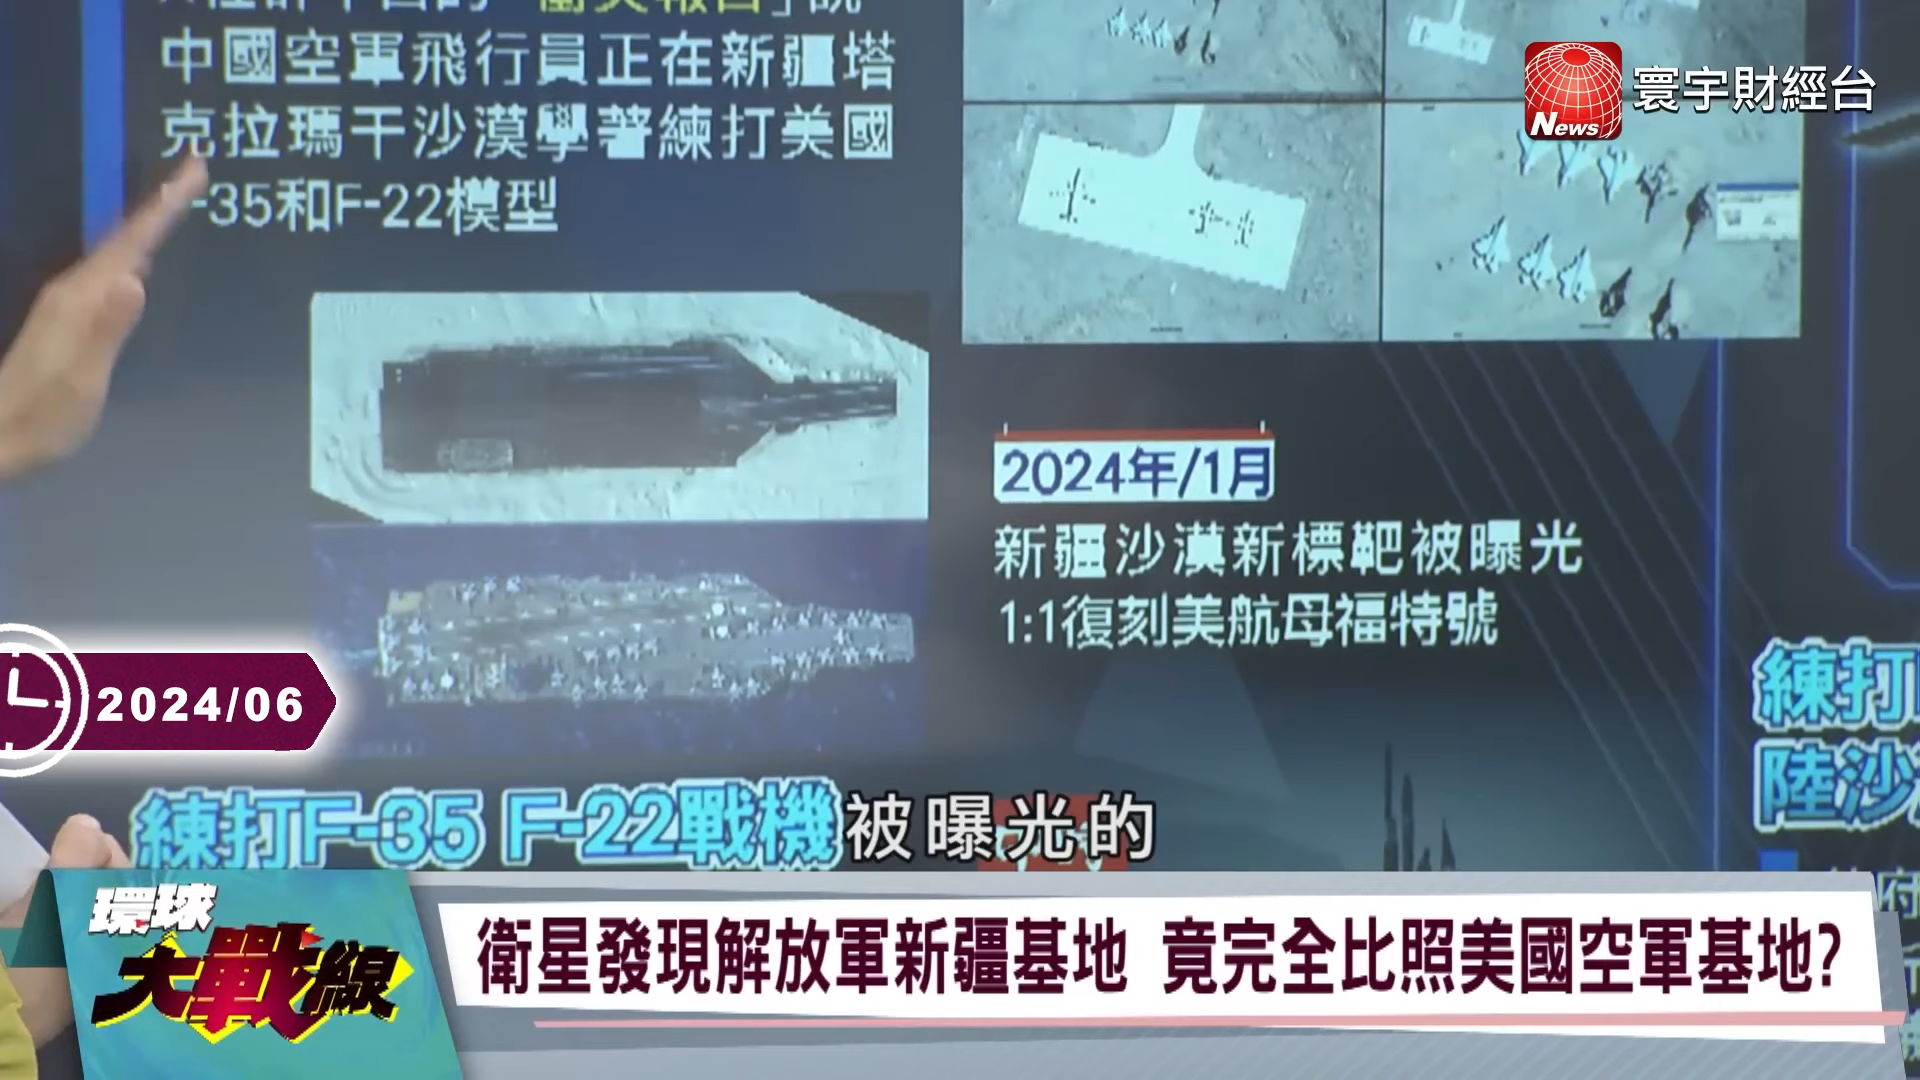 中國空軍飛行員正在新疆塔
克拉瑪干沙漠學著練打美國
-35和F-22模型
News 寰宇財經台
2024年/1月
新疆沙漠新標靶被曝光
1:1復刻美航母福特號
2024/06
練打F-35 F-22戰機被曝光的
練打
陸沙
環球
大戰線
衛星發現解放軍新疆基地 竟完全比照美國空軍基地?